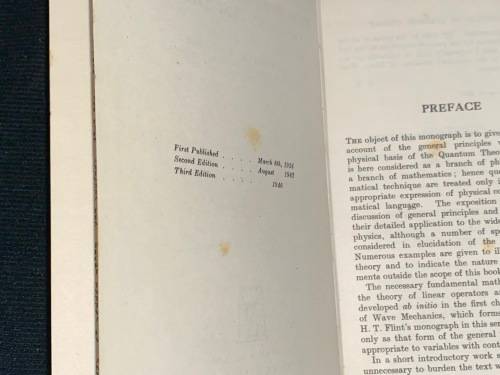 First Published . . . . March 8th, 1934
Second Edition . . . . August 1942
Third Edition . . . . 1946
PREFACE
THE object of this monograph is to give
account of the general principles
physical basis of the Quantum Theo
is here considered as a branch of ph
a branch of mathematics; hence qu
matical technique are treated only i
appropriate expression of physical co
matical language. The exposition
discussion of general principles and
their detailed application to the wide
physics, although a number of sp
considered in elucidation of the
Numerous examples are given to il
theory and to indicate the nature
ments outside the scope of this book
The necessary fundamental math
the theory of linear operators a
developed ab initio in the first ch
of Wave Mechanics, which form
H. T. Flint's monograph in this se
only as that form of the general
appropriate to variables with cont
In a short introductory work
unnecessary to burden the text w